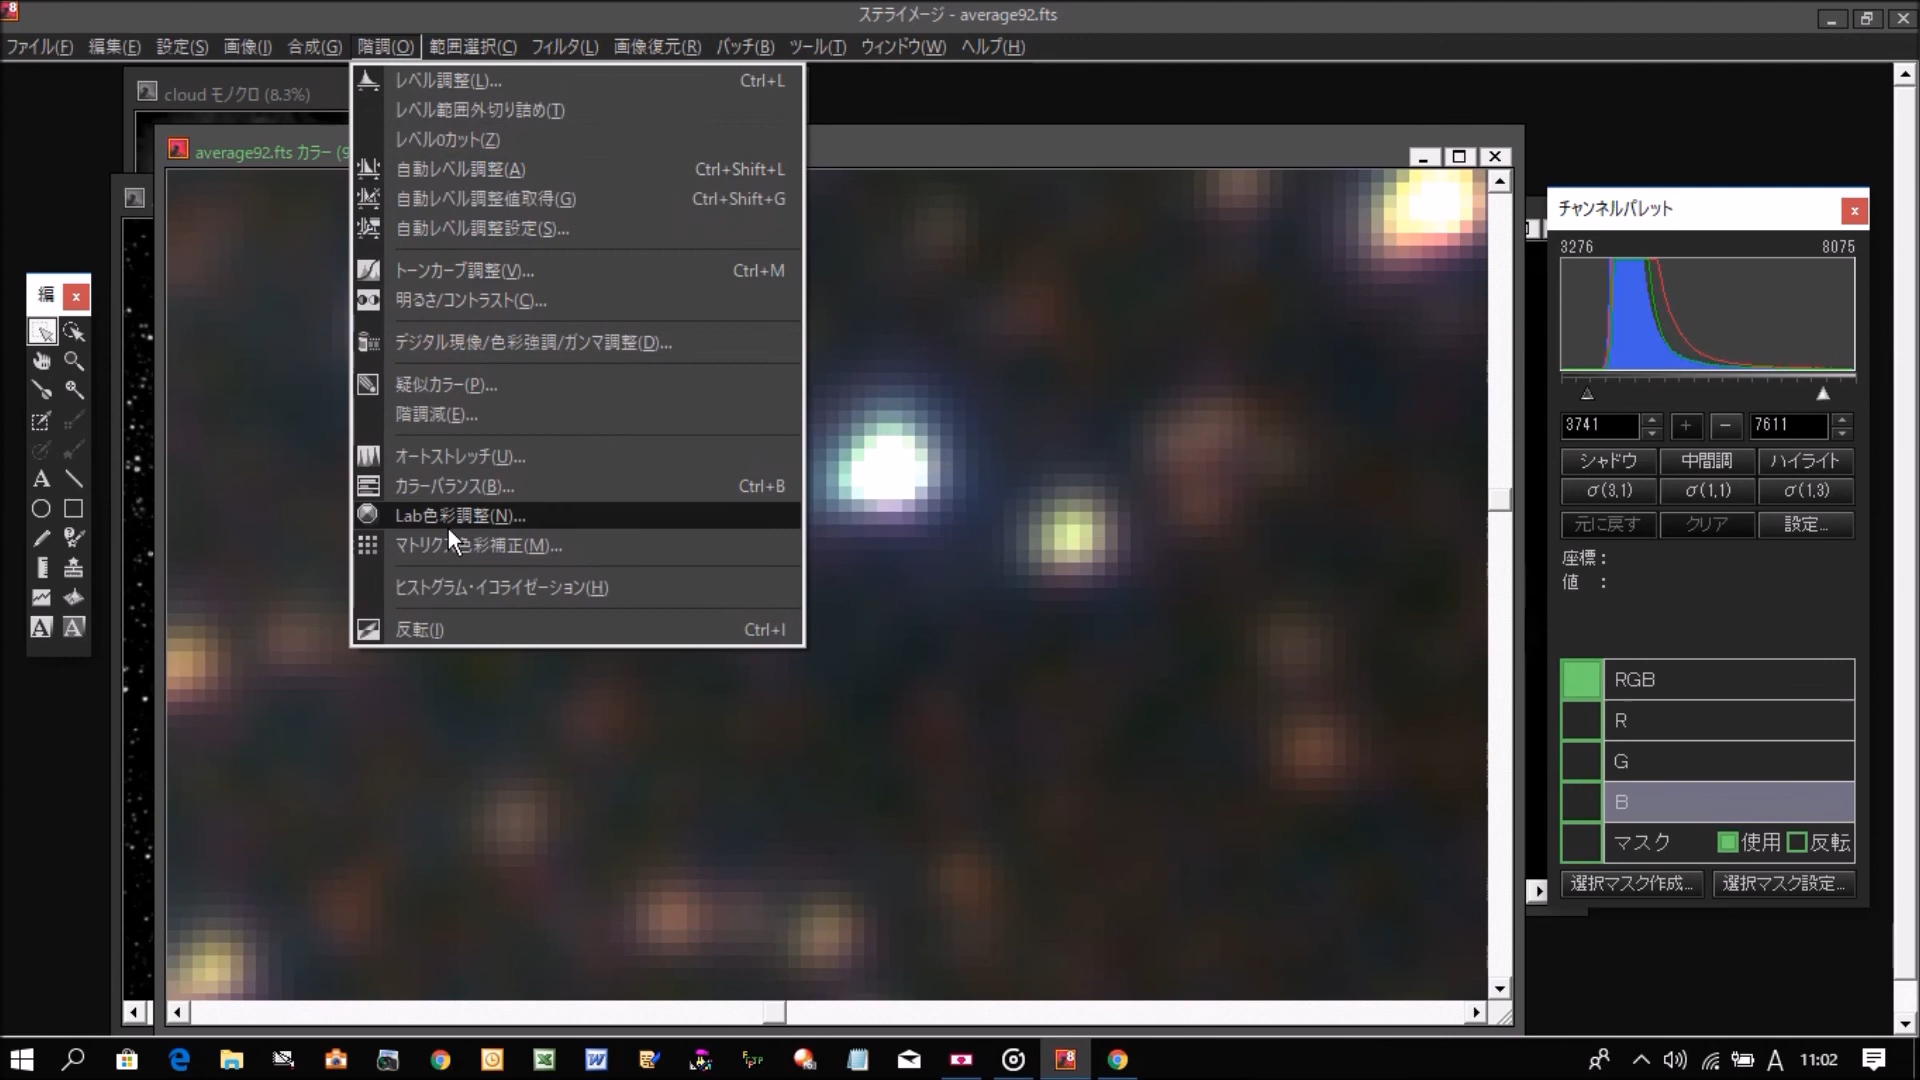 ステライメージ - average92.fts
ファイル(F) 編集(E) 設定(S) 画像(I) 合成(G) 階調(O) 範囲選択(C) フィルタ(L) 画像復元(R) バッチ(B) ツール(T) ウィンドウ(W) ヘルプ(H)
cloud モノクロ (8.3%)
average92.fts カラー (9
レベル調整(L)... Ctrl+L
レベル範囲外切り詰め(T)
レベル0カット(Z)
自動レベル調整(A) Ctrl+Shift+L
自動レベル調整値取得(G) Ctrl+Shift+G
自動レベル調整設定(S)...
トーンカーブ調整(V)... Ctrl+M
明るさ/コントラスト(C)...
デジタル現像/色彩強調/ガンマ調整(D)...
疑似カラー(P)...
階調減(E)...
オートストレッチ(U)...
カラーバランス(B)... Ctrl+B
Lab色彩調整(N)...
マトリクス色彩補正(M)...
ヒストグラム・イコライゼーション(H)
反転(I) Ctrl+I
編
チャンネルパレット
3276 8075
3741 + - 7611
シャドウ 中間調 ハイライト
σ(3,1) σ(1,1) σ(1,3)
元に戻す クリア 設定...
座標：
値 ：
RGB
R
G
B
マスク 使用 反転
選択マスク作成... 選択マスク設定...
A 11:02